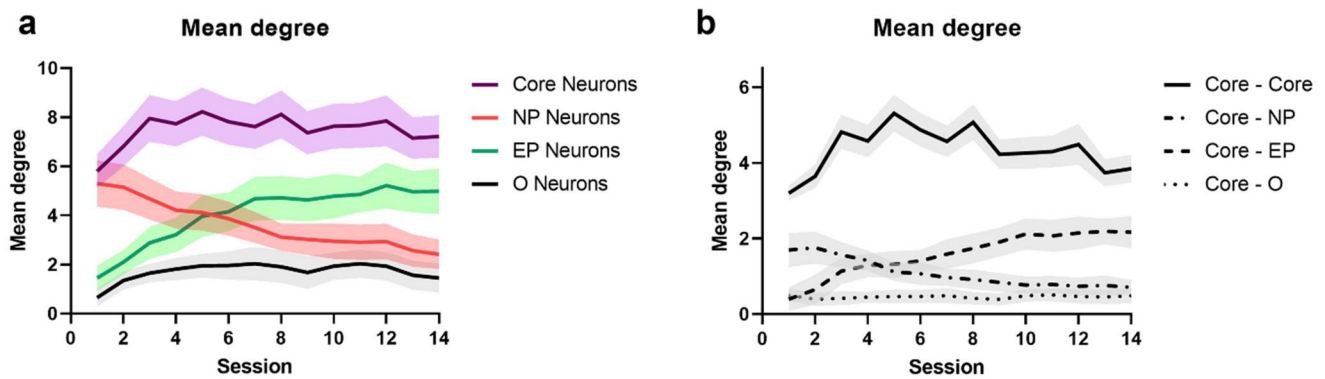 a
Mean degree
Mean degree
10
8
6
4
2
0
0 2 4 6 8 10 12 14
Session
Core Neurons
NP Neurons
EP Neurons
O Neurons
b
Mean degree
Mean degree
6
4
2
0
0 2 4 6 8 10 12 14
Session
Core - Core
Core - NP
Core - EP
Core - O